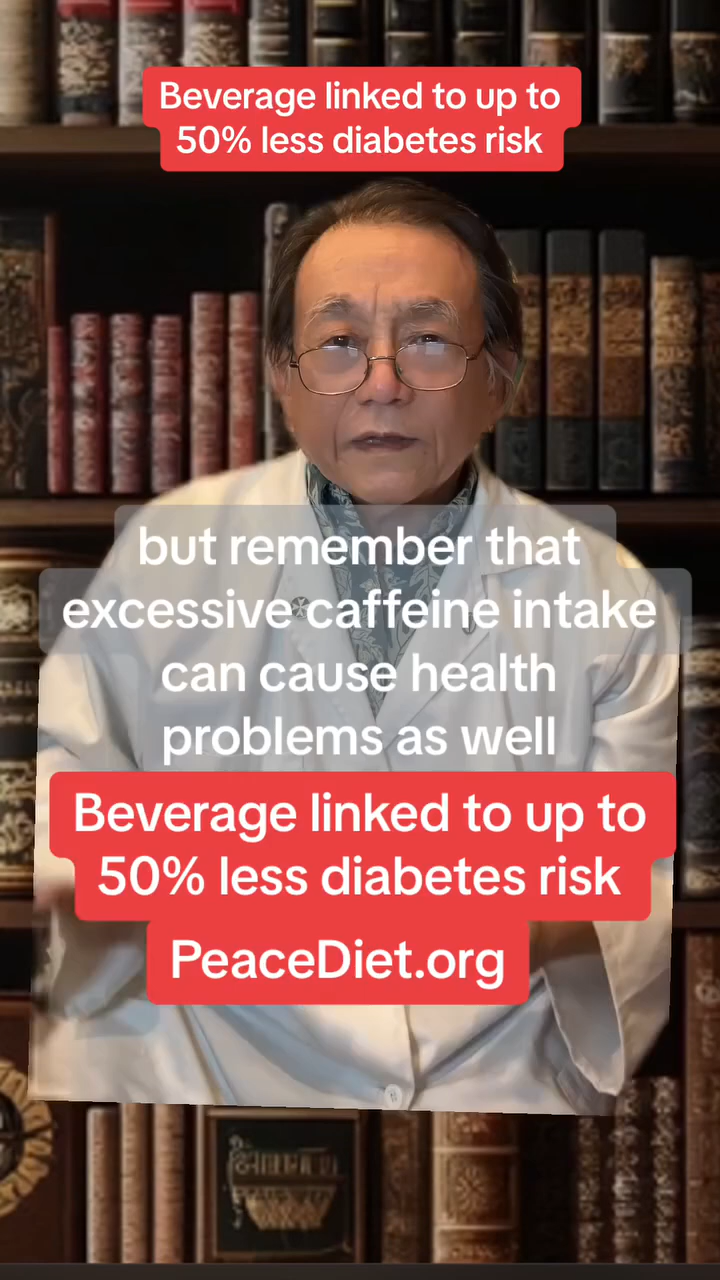 Beverage linked to up to
50% less diabetes risk
but remember that
excessive caffeine intake
can cause health
problems as well
Beverage linked to up to
50% less diabetes risk
PeaceDiet.org